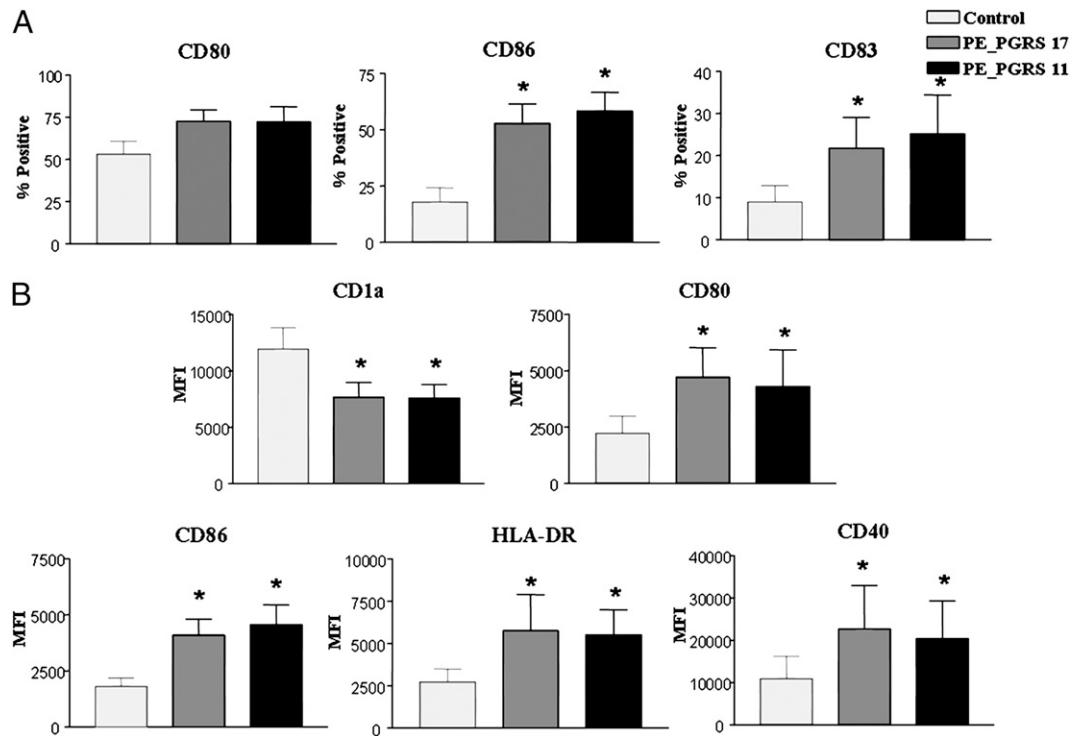 A
Control
PE_PGRS 17
PE_PGRS 11
CD80
% Positive
100
75
50
25
0
*
*
CD86
% Positive
75
50
25
0
*
*
CD83
% Positive
40
30
20
10
0
B
*
*
CD1a
MFI
15000
10000
5000
0
*
*
CD80
MFI
7500
5000
2500
0
*
*
CD86
MFI
7500
5000
2500
0
*
*
HLA-DR
MFI
10000
7500
5000
2500
0
*
*
CD40
MFI
40000
30000
20000
10000
0